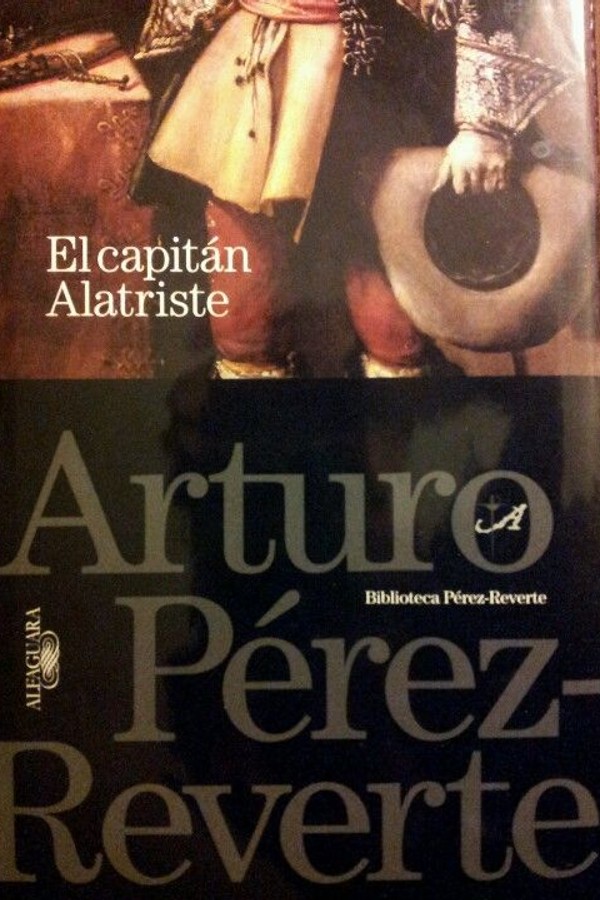 El capitán
Alatriste
Arturo
A
Biblioteca Pérez-Reverte
Pérez-
Reverte
ALFAGUARA